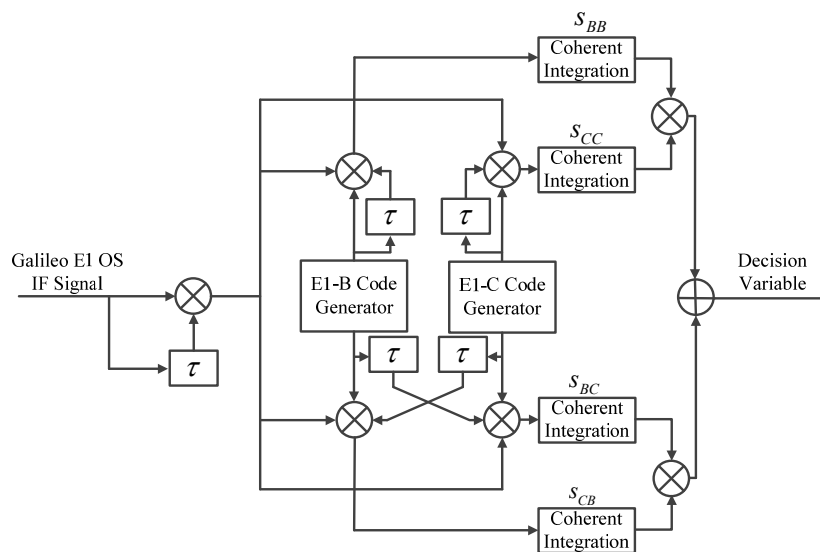 S_BB
Coherent
Integration
S_CC
Coherent
Integration
τ
τ
Galileo E1 OS
IF Signal
E1-B Code
Generator
E1-C Code
Generator
Decision
Variable
τ
τ
τ
S_BC
Coherent
Integration
S_CB
Coherent
Integration